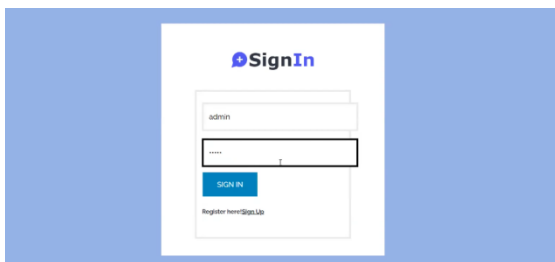 SignIn
admin
•••••
SIGN IN
Register here!Sign Up